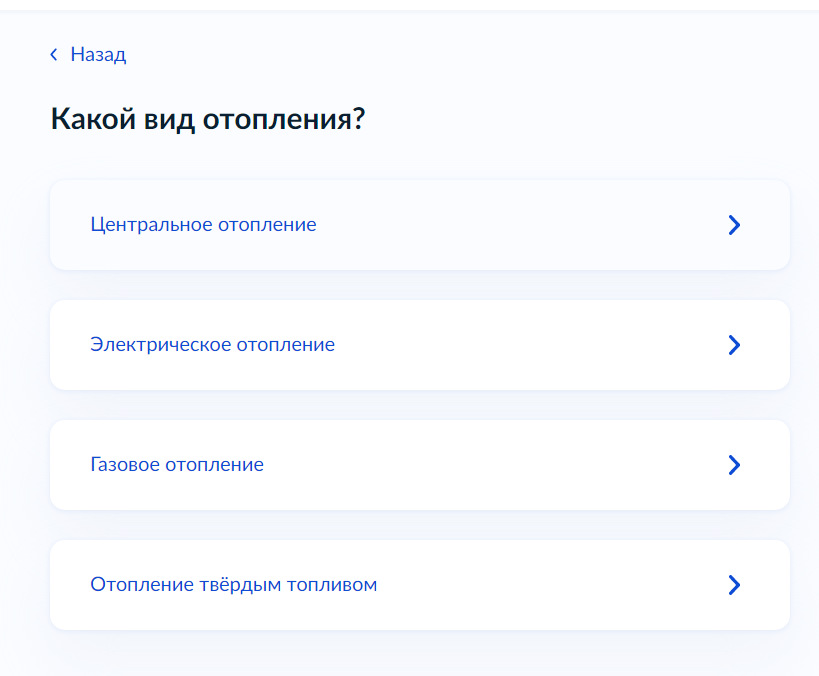 Назад
Какой вид отопления?
Центральное отопление
Электрическое отопление
Газовое отопление
Отопление твёрдым топливом